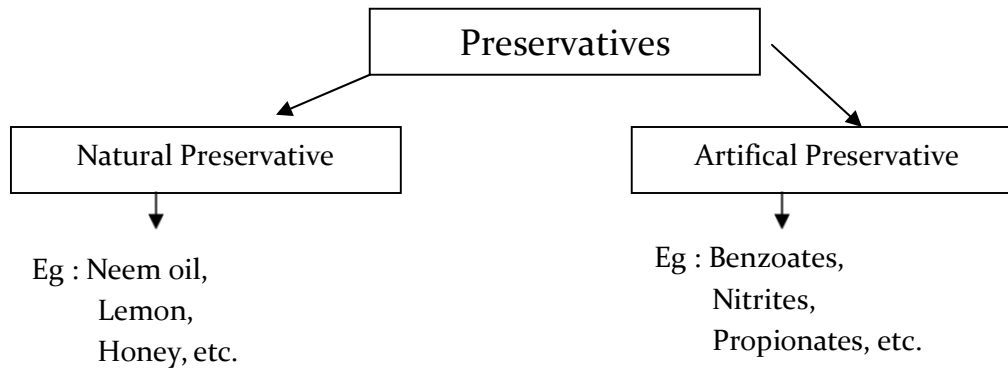 Preservatives
Natural Preservative
Artifical Preservative
Eg : Neem oil,
Lemon,
Honey, etc.
Eg : Benzoates,
Nitrites,
Propionates, etc.